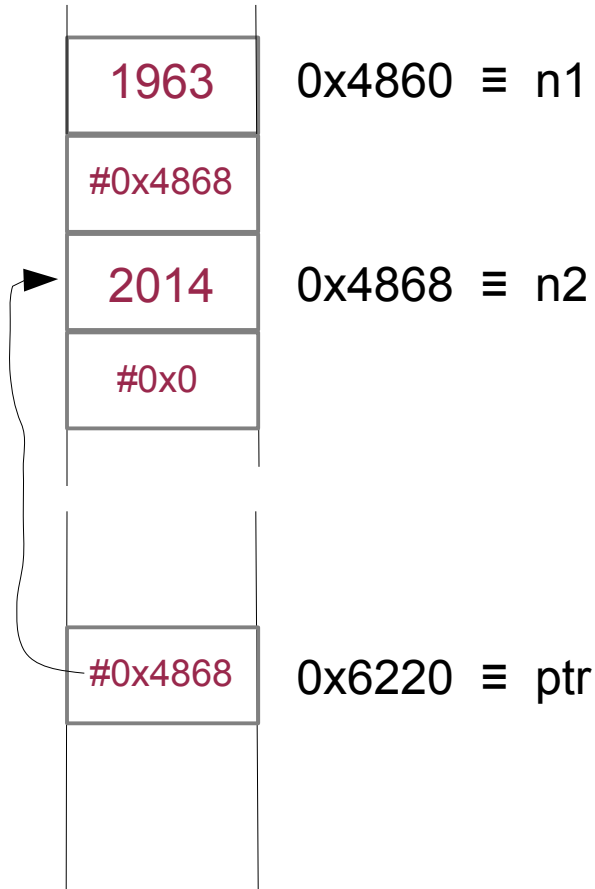 1963 0x4860 ≡ n1
#0x4868
2014 0x4868 ≡ n2
#0x0
#0x4868 0x6220 ≡ ptr